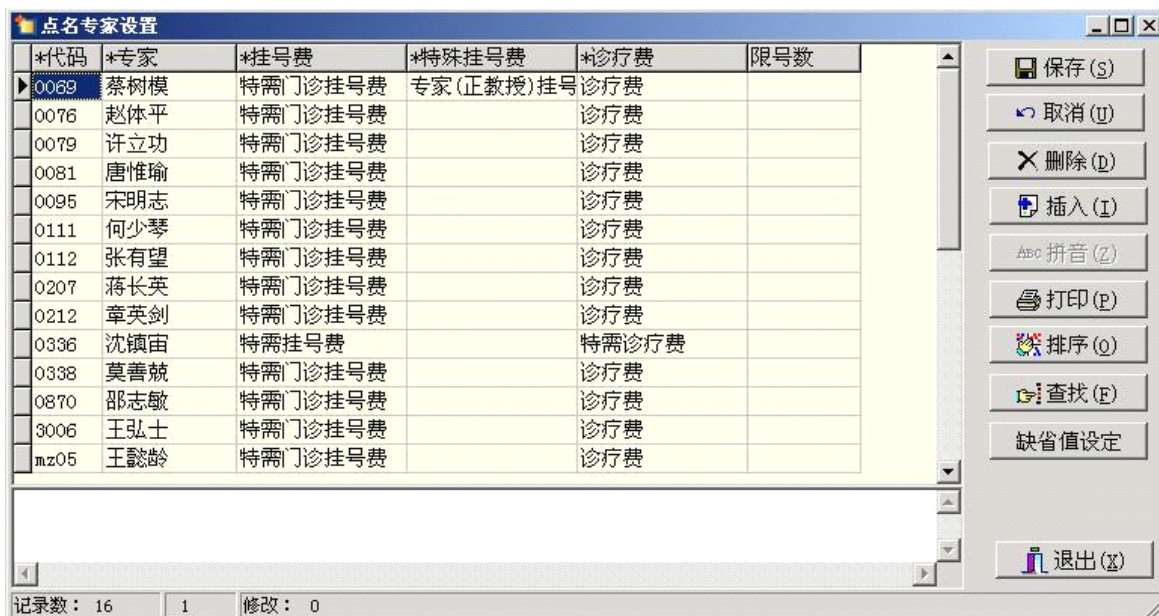 点名专家设置
*代码 *专家 *挂号费 *特殊挂号费 *诊疗费 限号数
0069 蔡树模 特需门诊挂号费 专家(正教授)挂号 诊疗费
0076 赵体平 特需门诊挂号费 诊疗费
0079 许立功 特需门诊挂号费 诊疗费
0081 唐惟瑜 特需门诊挂号费 诊疗费
0095 宋明志 特需门诊挂号费 诊疗费
0111 何少琴 特需门诊挂号费 诊疗费
0112 张有望 特需门诊挂号费 诊疗费
0207 蒋长英 特需门诊挂号费 诊疗费
0212 章英剑 特需门诊挂号费 诊疗费
0336 沈镇宙 特需挂号费 特需诊疗费
0338 莫善兢 特需门诊挂号费 诊疗费
0870 邵志敏 特需门诊挂号费 诊疗费
3006 王弘士 特需门诊挂号费 诊疗费
mz05 王懿龄 特需门诊挂号费 诊疗费
保存(S)
取消(U)
删除(D)
插入(I)
ABC 拼音(Z)
打印(P)
排序(O)
查找(F)
缺省值设定
退出(X)
记录数: 16 1 修改: 0